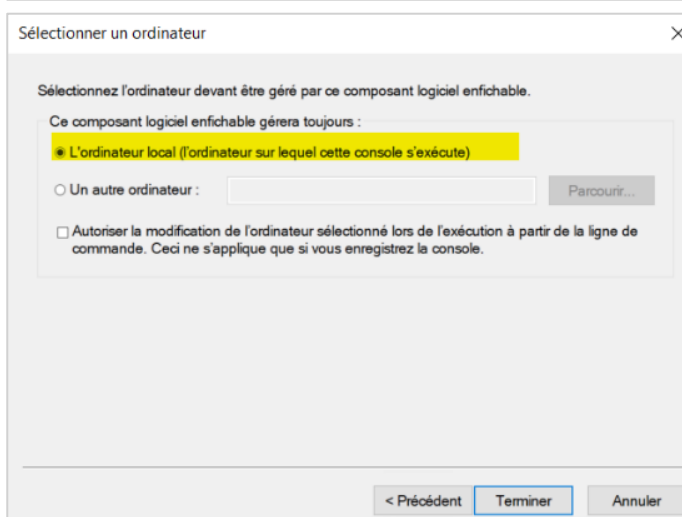 Sélectionner un ordinateur
Sélectionnez l'ordinateur devant être géré par ce composant logiciel enfichable.
Ce composant logiciel enfichable gérera toujours :
L'ordinateur local (l'ordinateur sur lequel cette console s'exécute)
Un autre ordinateur :
Parcourir...
Autoriser la modification de l'ordinateur sélectionné lors de l'exécution à partir de la ligne de
commande. Ceci ne s'applique que si vous enregistrez la console.
< Précédent Terminer Annuler